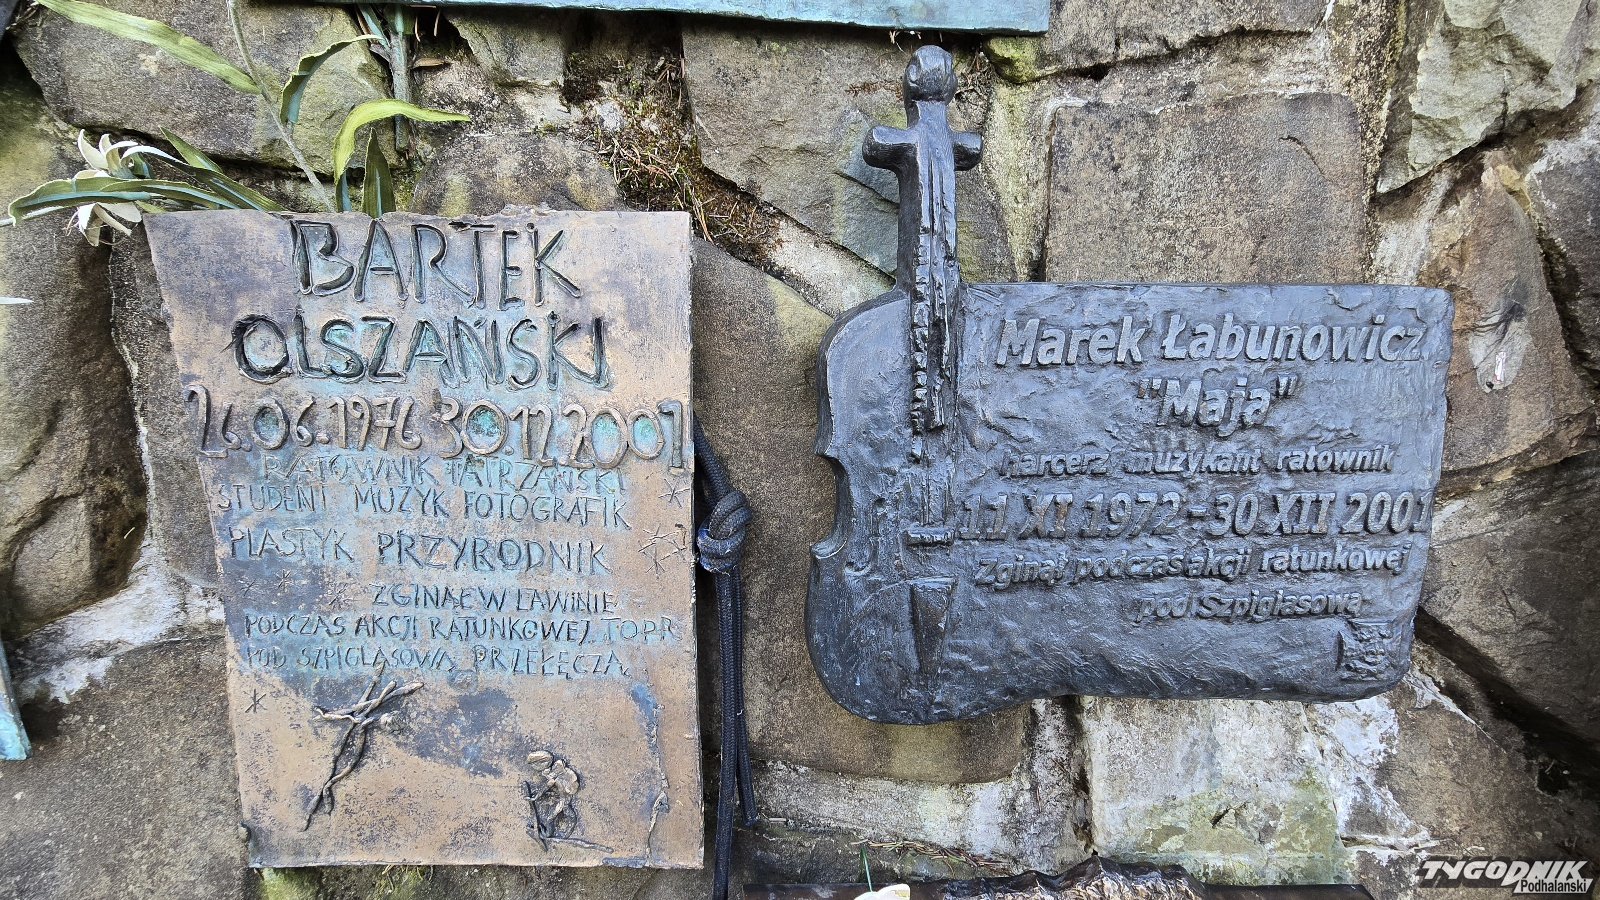 BARTEK
OLSZAŃSKI
26.06.1976 30.12.2001
RATOWNIK TATRZAŃSKI
STUDENT MUZYK FOTOGRAFIK
PLASTYK PRZYRODNIK
ZGINĄŁ W LAWINIE
PODCZAS AKCJI RATUNKOWEJ TOPR
POD SZPIGLASOWĄ PRZEŁĘCZĄ
Marek Łabunowicz
"Maja"
harcerz muzykant ratownik
11 XI 1972-30 XII 2001
Zginął podczas akcji ratunkowej
pod Szpiglasową
TYGODNIK
Podhalański